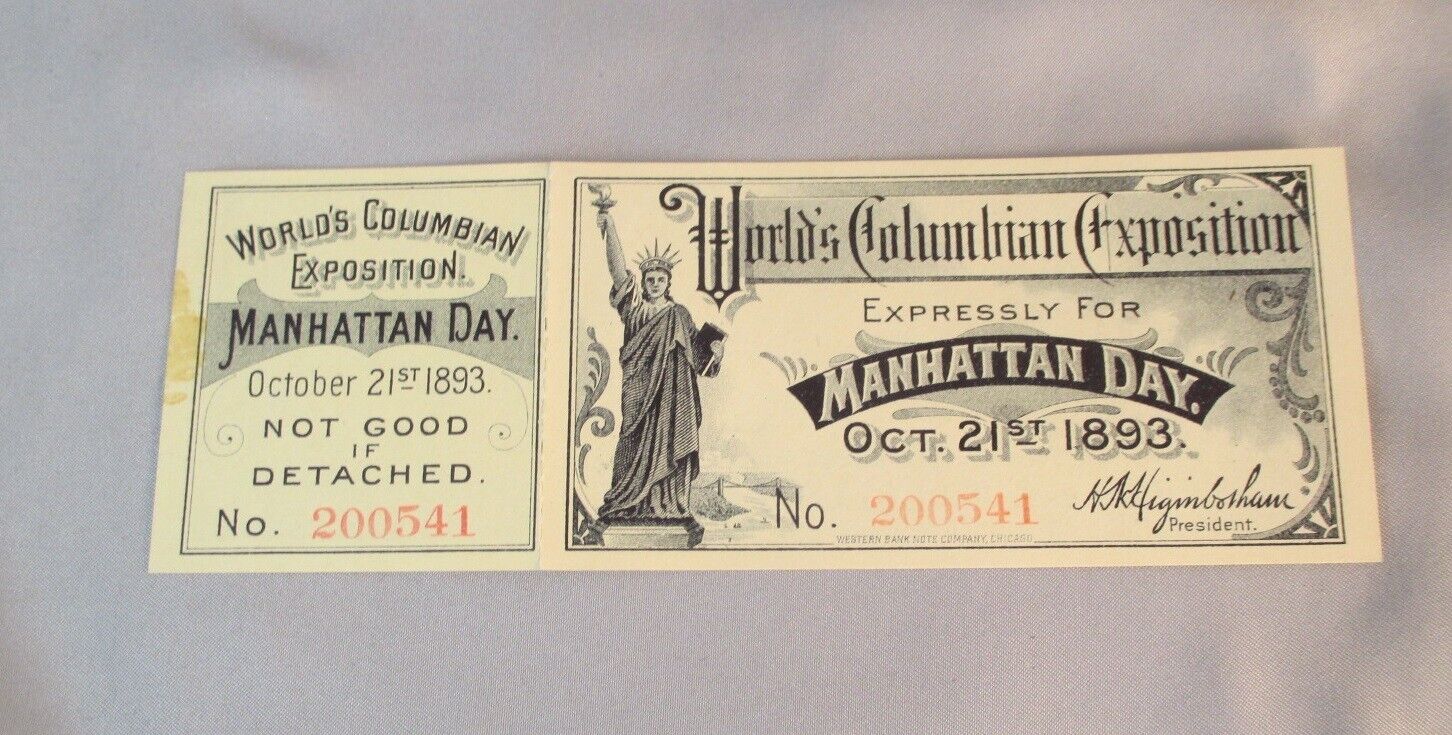 WORLD'S COLUMBIAN
EXPOSITION.
MANHATTAN DAY.
October 21ST 1893.
NOT GOOD
IF
DETACHED.
No. 200541
World's Columbian Exposition
EXPRESSLY FOR
MANHATTAN DAY.
OCT. 21ST 1893.
No. 200541
H.N. Higinbotham
President.
WESTERN BANK NOTE COMPANY, CHICAGO